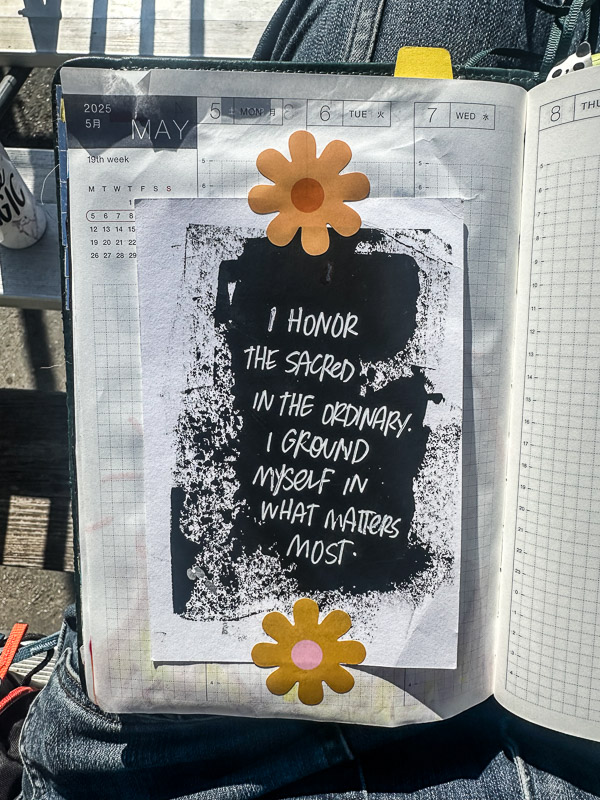 2025
5月
MAY
19th week
5 MON 月
6 TUE 火
7 WED 水
8 THU
M T W T F S S
5 6 7 8
12 13 14 15
19 20 21 22
26 27 28 29
I HONOR
THE SACRED
IN THE ORDINARY.
I GROUND
MYSELF IN
WHAT MATTERS
MOST.